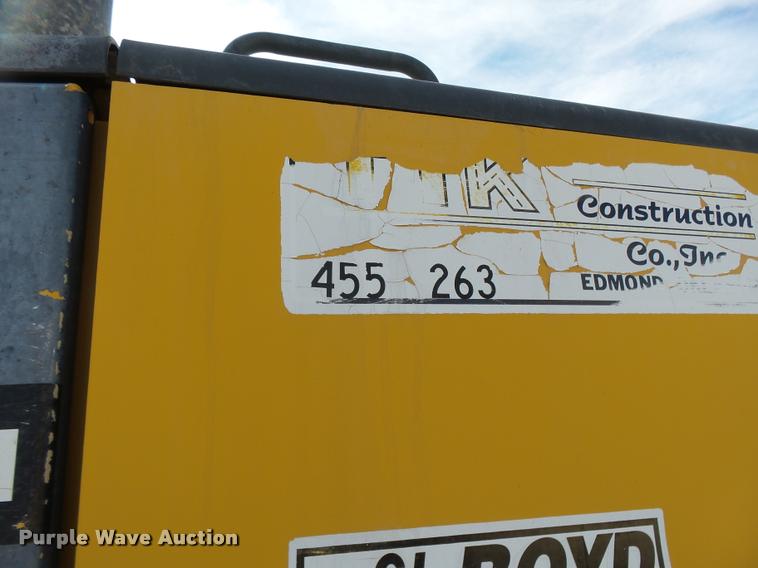 K Construction
Co., Inc
455 263 EDMOND
BOYD
Purple Wave Auction